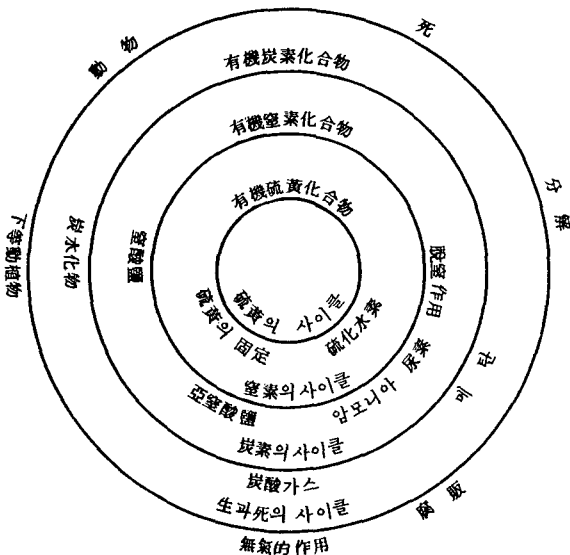 死
動物
有機炭素化合物
有機窒素化合物
分解
有機硫黃化合物
下等動植物
炭水化物
窒酸鹽
脫窒作用
硫黃의 사이클
硫黃의 固定
硫化水素
메탄
尿素
암모니아
窒素의사이클
亞窒酸鹽
炭素의사이클
炭酸가스
腐販
生과死의 사이클
無氣的作用